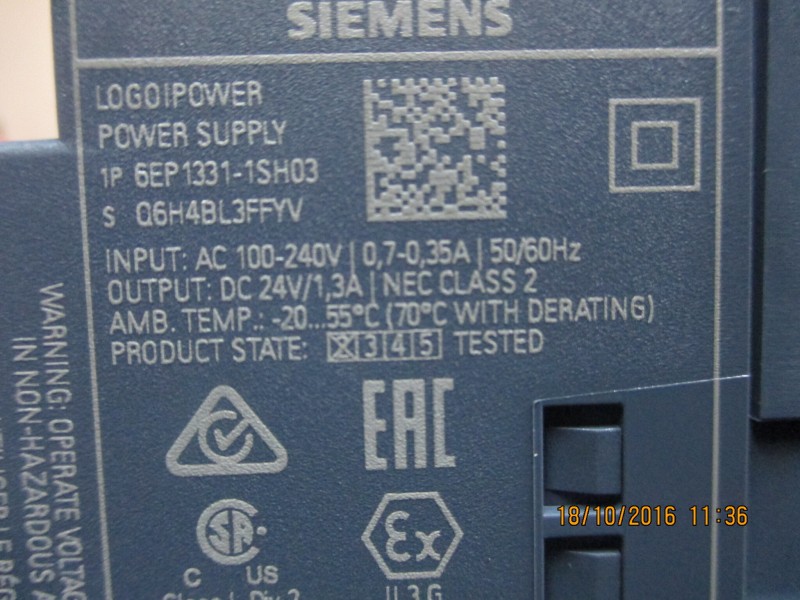 SIEMENS
LOGO!POWER
POWER SUPPLY
1P 6EP1331-1SH03
S Q6H4BL3FFYV
INPUT: AC 100-240V | 0,7-0,35A | 50/60Hz
OUTPUT: DC 24V/1,3A | NEC CLASS 2
AMB. TEMP.: -20...55°C (70°C WITH DERATING)
PRODUCT STATE: X 3 4 5 TESTED
EAC
SA
C US
Ex
II 3 G
WARNING: OPERATE VOLTAG
IN NON-HAZARDOUS A
18/10/2016 11:36